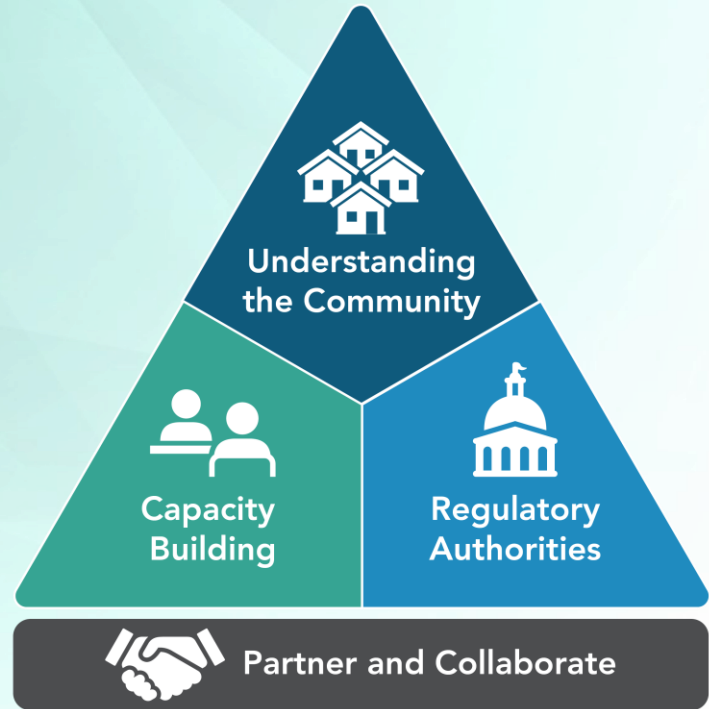 Understanding
the Community
Capacity
Building
Regulatory
Authorities
Partner and Collaborate